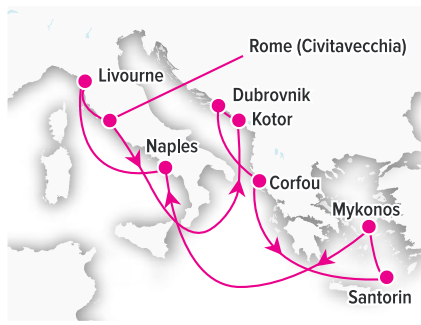 Rome (Civitavecchia)
Livourne
Dubrovnik
Kotor
Naples
Corfou
Mykonos
Santorin